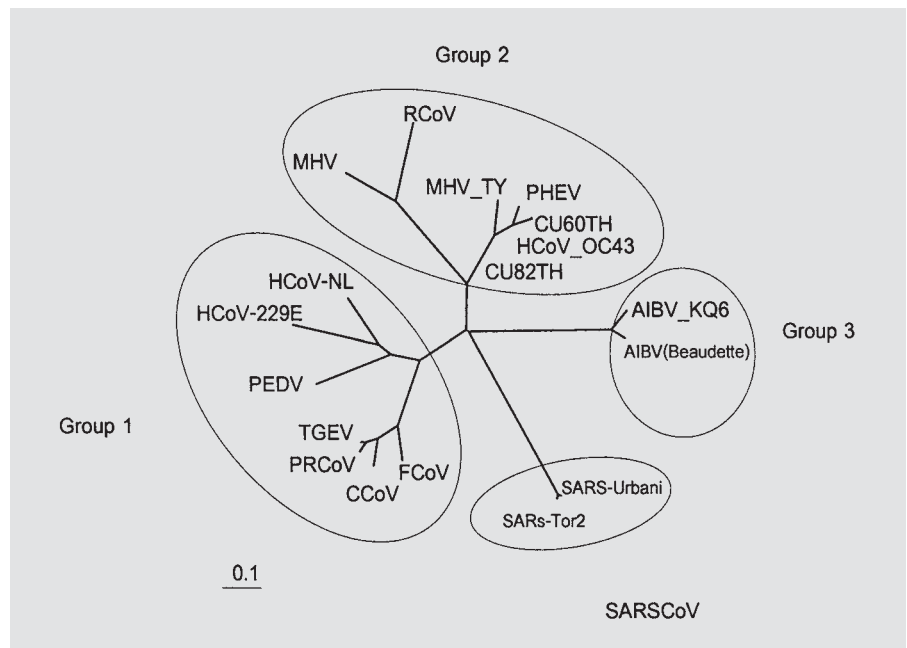 Group 2
RCoV
MHV
MHV_TY
PHEV
CU60TH
HCoV_OC43
CU82TH
HCoV-NL
HCoV-229E
AIBV_KQ6
Group 3
AIBV(Beaudette)
PEDV
Group 1
TGEV
PRCoV
FCoV
CCoV
SARS-Urbani
SARs-Tor2
0.1
SARSCoV